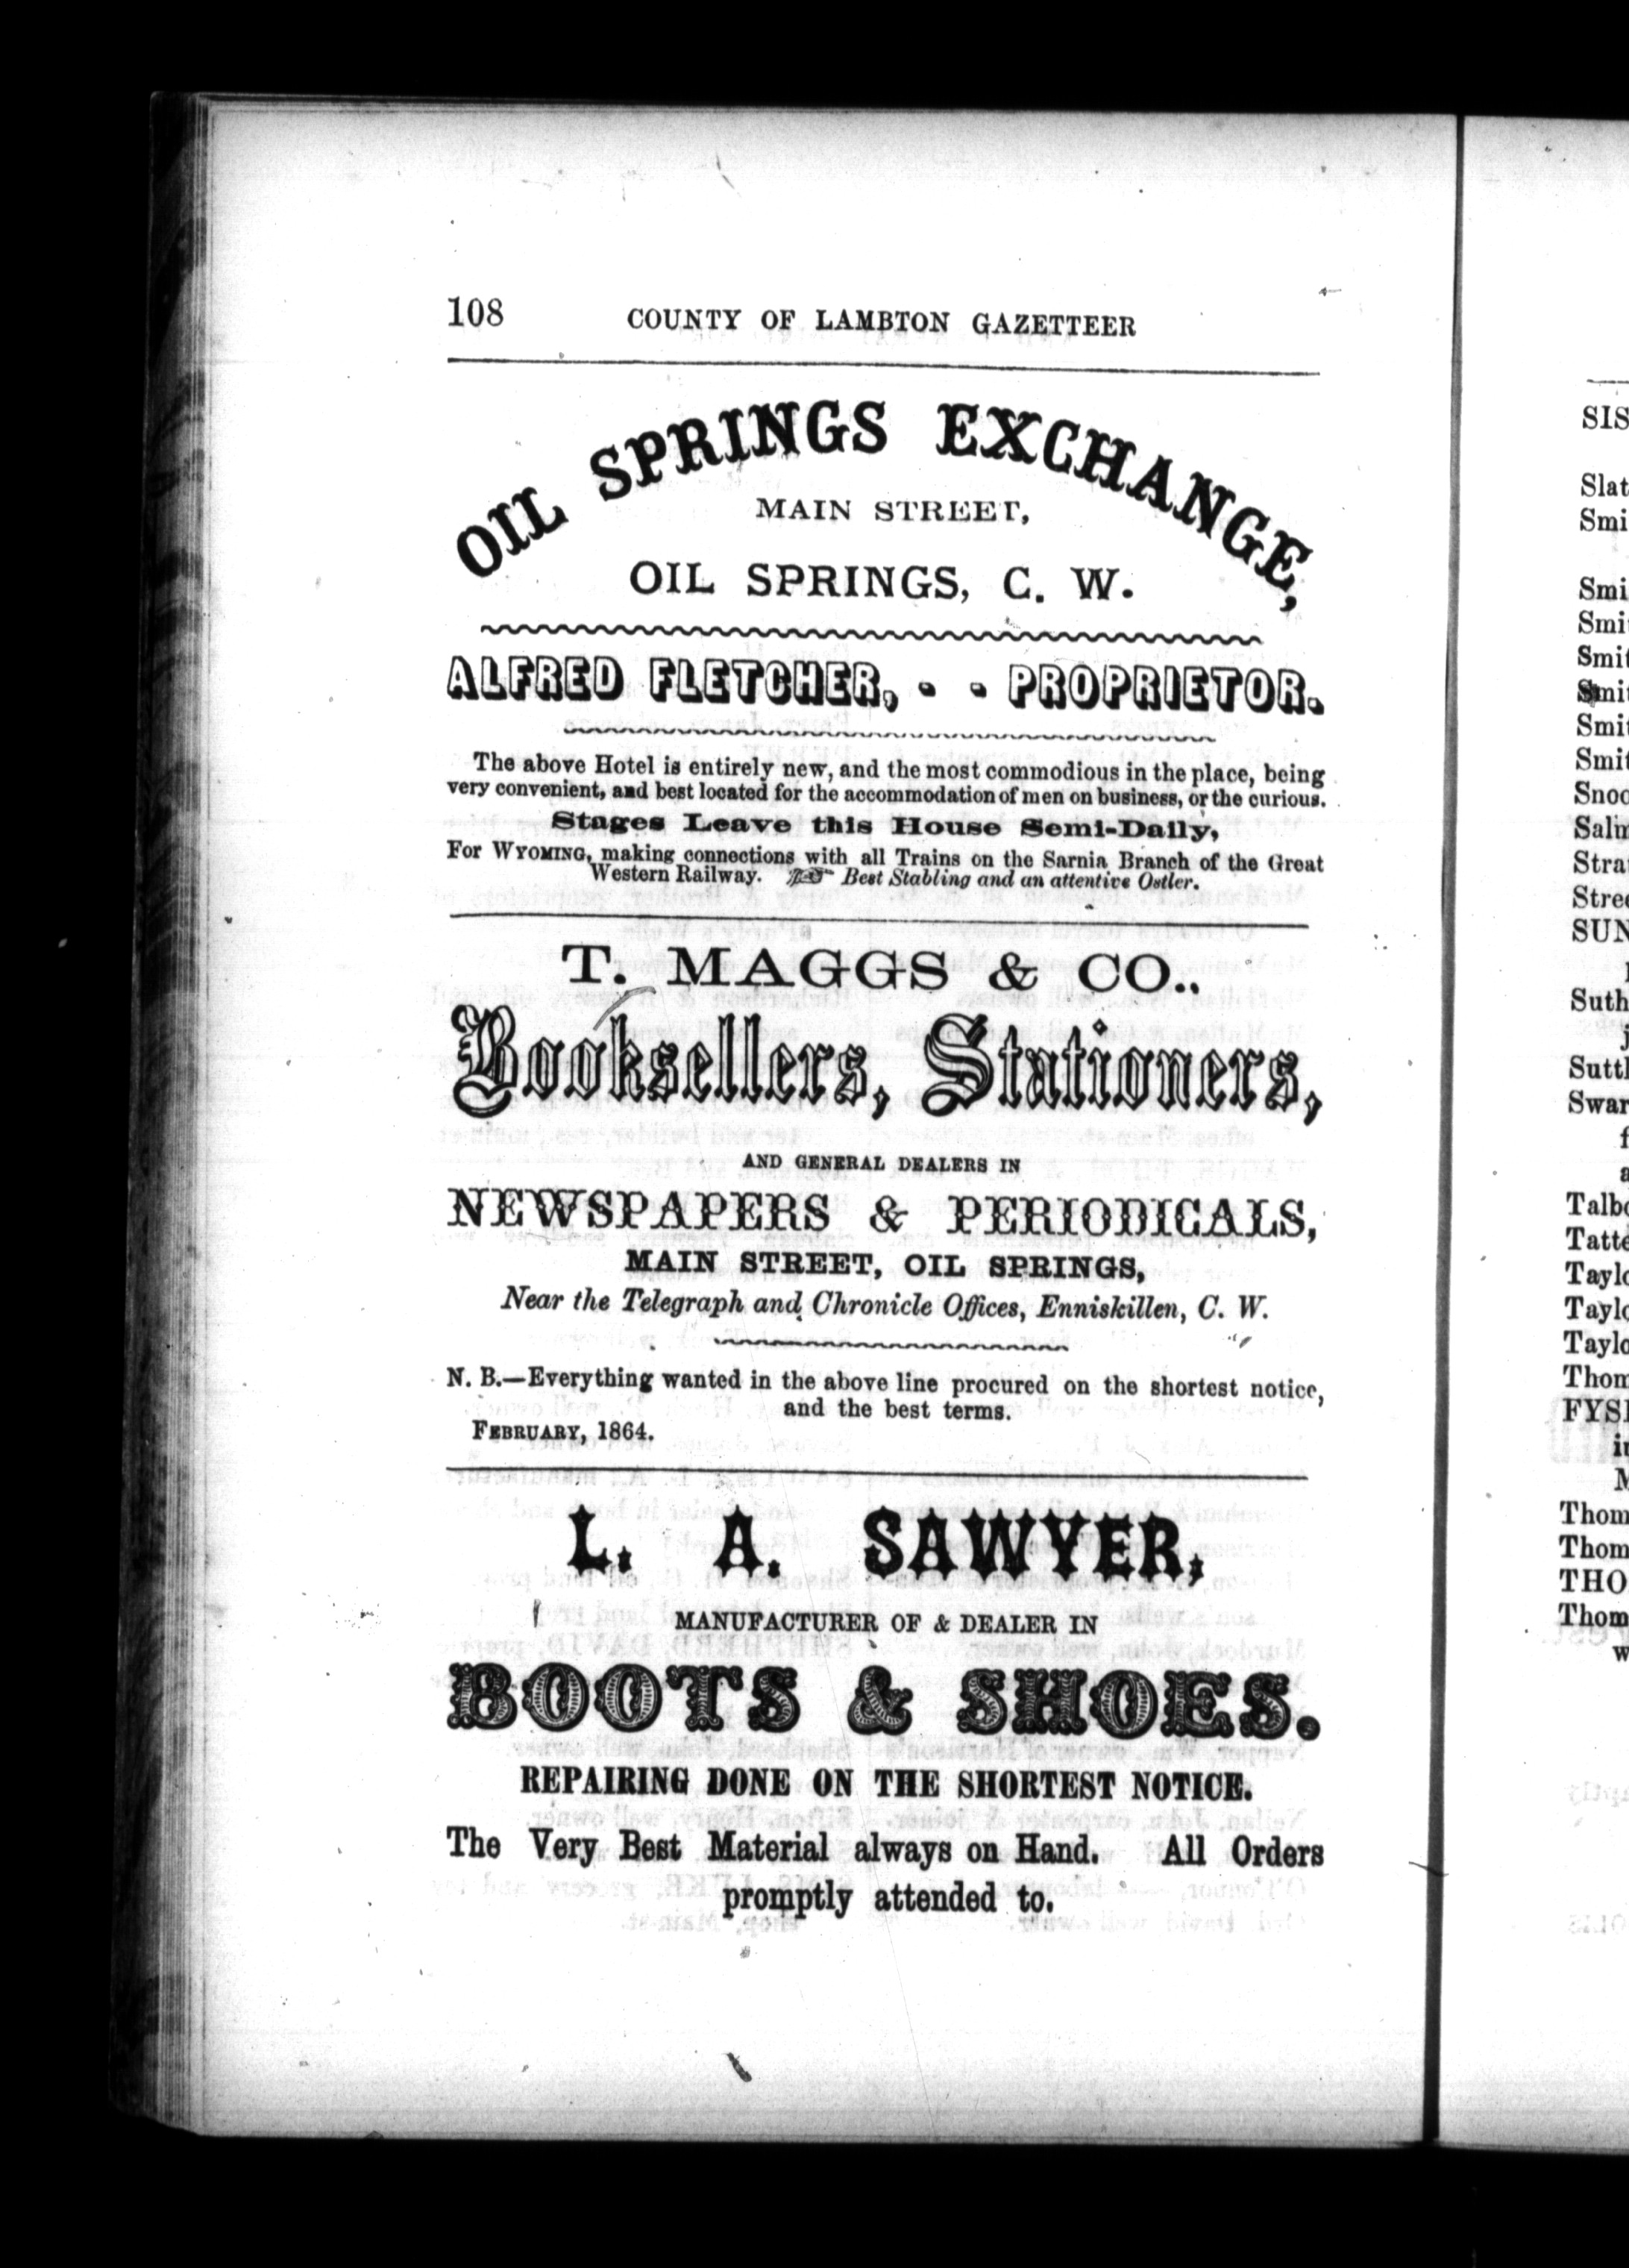 108 COUNTY OF LAMBTON GAZETTEER
OIL SPRINGS EXCHANGE,
MAIN STREET,
OIL SPRINGS, C. W.
ALFRED FLETCHER, - - PROPRIETOR.
The above Hotel is entirely new, and the most commodious in the place, being
very convenient, and best located for the accommodation of men on business, or the curious.
Stages Leave this House Semi-Daily,
For WYOMING, making connections with all Trains on the Sarnia Branch of the Great
Western Railway. ☞ Best Stabling and an attentive Ostler.
T. MAGGS & CO.,
Booksellers, Stationers,
AND GENERAL DEALERS IN
NEWSPAPERS & PERIODICALS,
MAIN STREET, OIL SPRINGS,
Near the Telegraph and Chronicle Offices, Enniskillen, C. W.
N. B.—Everything wanted in the above line procured on the shortest notice,
and the best terms.
FEBRUARY, 1864.
L. A. SAWYER,
MANUFACTURER OF & DEALER IN
BOOTS & SHOES.
REPAIRING DONE ON THE SHORTEST NOTICE.
The Very Best Material always on Hand. All Orders
promptly attended to.
SIS
Slat
Smi
Smi
Smi
Smit
Smit
Smit
Smit
Snoo
Salm
Stra
Stree
SUN
Suth
j
Sutt
Swar
f
a
Talb
Tatt
Tayl
Tayl
Tayl
Thom
FYS
in
M
Thom
Thom
THO
Thom
w